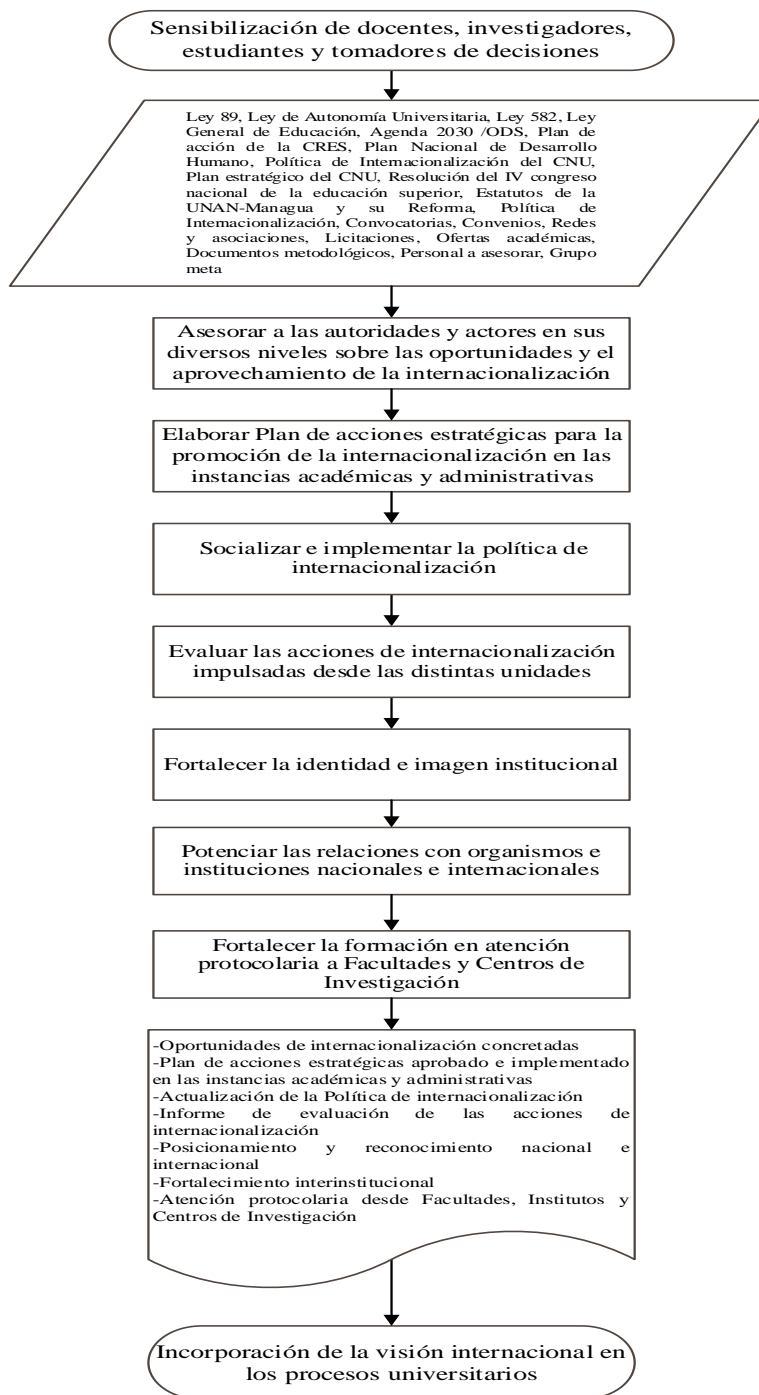 Sensibilización de docentes, investigadores,
estudiantes y tomadores de decisiones
Ley 89, Ley de Autonomía Universitaria, Ley 582, Ley
General de Educación, Agenda 2030 /ODS, Plan de
acción de la CRES, Plan Nacional de Desarrollo
Humano, Política de Internacionalización del CNU,
Plan estratégico del CNU, Resolución del IV congreso
nacional de la educación superior, Estatutos de la
UNAN-Managua y su Reforma, Política de
Internacionalización, Convocatorias, Convenios, Redes
y asociaciones, Licitaciones, Ofertas académicas,
Documentos metodológicos, Personal a asesorar, Grupo
meta
Asesorar a las autoridades y actores en sus
diversos niveles sobre las oportunidades y el
aprovechamiento de la internacionalización
Elaborar Plan de acciones estratégicas para la
promoción de la internacionalización en las
instancias académicas y administrativas
Socializar e implementar la política de
internacionalización
Evaluar las acciones de internacionalización
impulsadas desde las distintas unidades
Fortalecer la identidad e imagen institucional
Potenciar las relaciones con organismos e
instituciones nacionales e internacionales
Fortalecer la formación en atención
protocolaria a Facultades y Centros de
Investigación
-Oportunidades de internacionalización concretadas
-Plan de acciones estratégicas aprobado e implementado
en las instancias académicas y administrativas
-Actualización de la Política de internacionalización
-Informe de evaluación de las acciones de
internacionalización
-Posicionamiento y reconocimiento nacional e
internacional
-Fortalecimiento interinstitucional
-Atención protocolaria desde Facultades, Institutos y
Centros de Investigación
Incorporación de la visión internacional en
los procesos universitarios